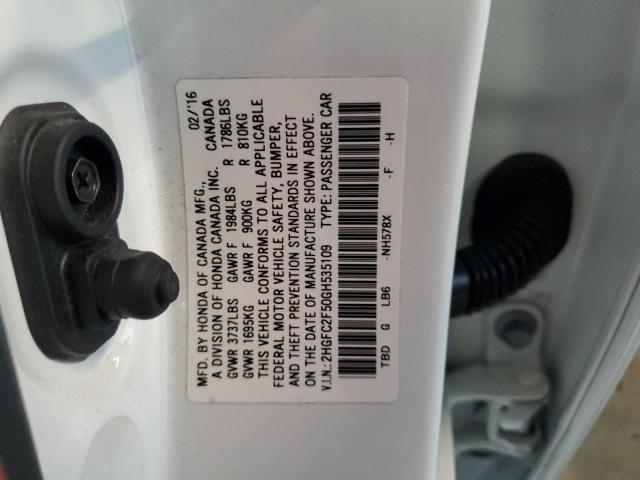 MFD. BY HONDA OF CANADA MFG., 02/'16
A DIVISION OF HONDA CANADA INC. CANADA
GVWR 3737LBS GAWR F 1984LBS R 1786LBS
GVWR 1695KG GAWR F 900KG R 810KG
THIS VEHICLE CONFORMS TO ALL APPLICABLE
FEDERAL MOTOR VEHICLE SAFETY, BUMPER,
AND THEFT PREVENTION STANDARDS IN EFFECT
ON THE DATE OF MANUFACTURE SHOWN ABOVE.
V.I.N.: 2HGFC2F50GH535109 TYPE: PASSENGER CAR
TBD G LB6 -NH578X -F -H